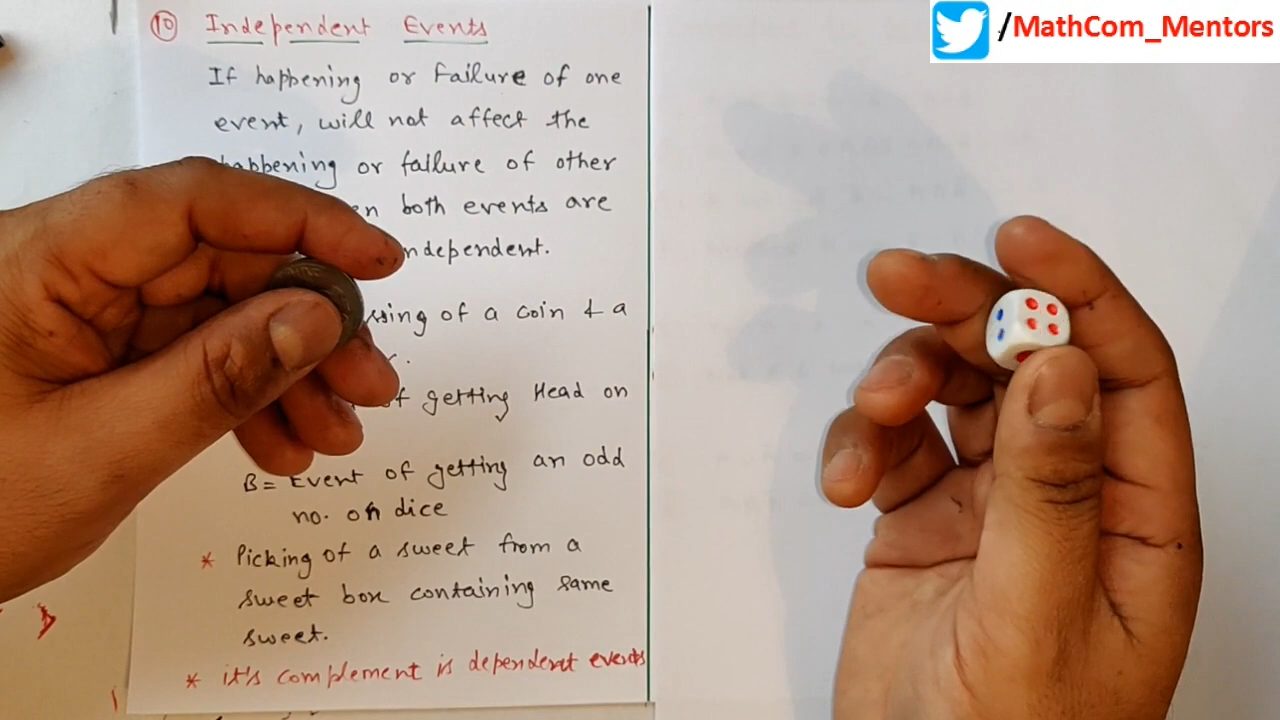 /MathCom_Mentors
10 Independent Events
If happening or failure of one
event, will not affect the
happening or failure of other
both events are
independent.
of a coin & a
of getting Head on
B = Event of getting an odd
no. on dice
* Picking of a sweet from a
sweet box containing same
sweet.
* it's complement is dependent events